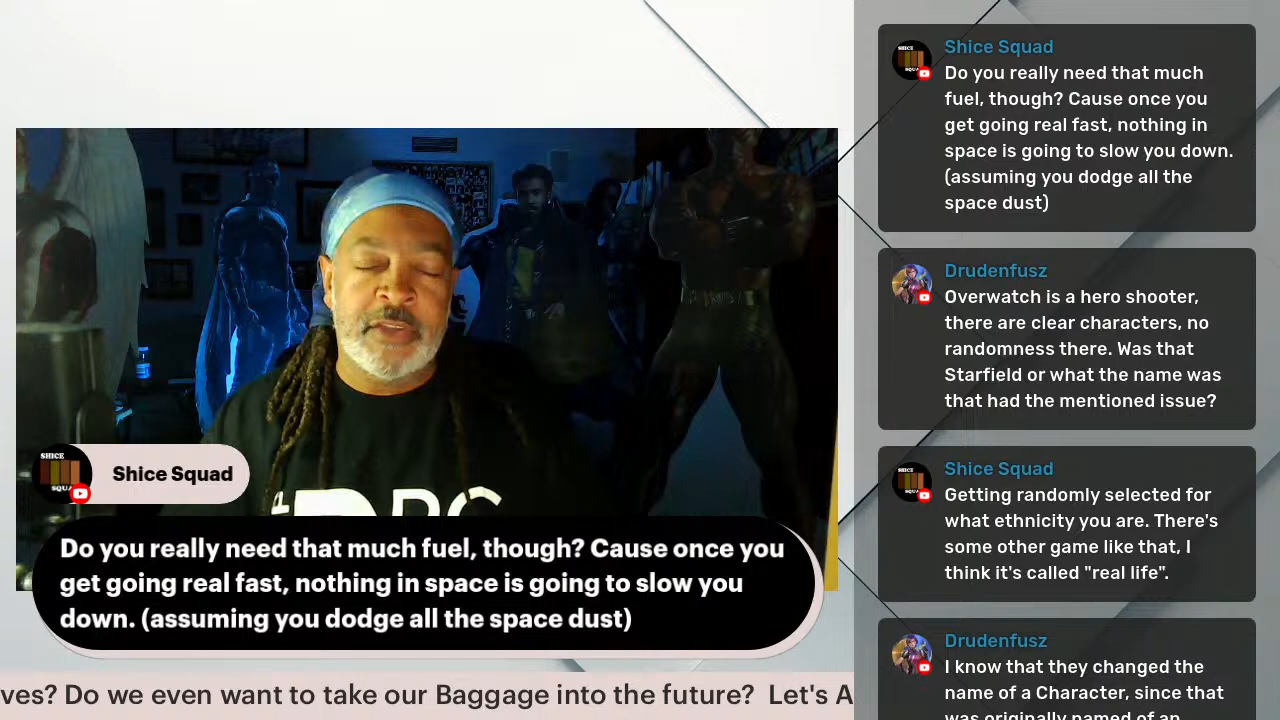 Shice Squad
Do you really need that much
fuel, though? Cause once you
get going real fast, nothing in
space is going to slow you down.
(assuming you dodge all the
space dust)
Drudenfusz
Overwatch is a hero shooter,
there are clear characters, no
randomness there. Was that
Starfield or what the name was
that had the mentioned issue?
Shice Squad
Getting randomly selected for
what ethnicity you are. There's
some other game like that, I
think it's called "real life".
Drudenfusz
I know that they changed the
name of a Character, since that
was originally named of an
Shice Squad
Do you really need that much fuel, though? Cause once you
get going real fast, nothing in space is going to slow you
down. (assuming you dodge all the space dust)
ves? Do we even want to take our Baggage into the future? Let's A